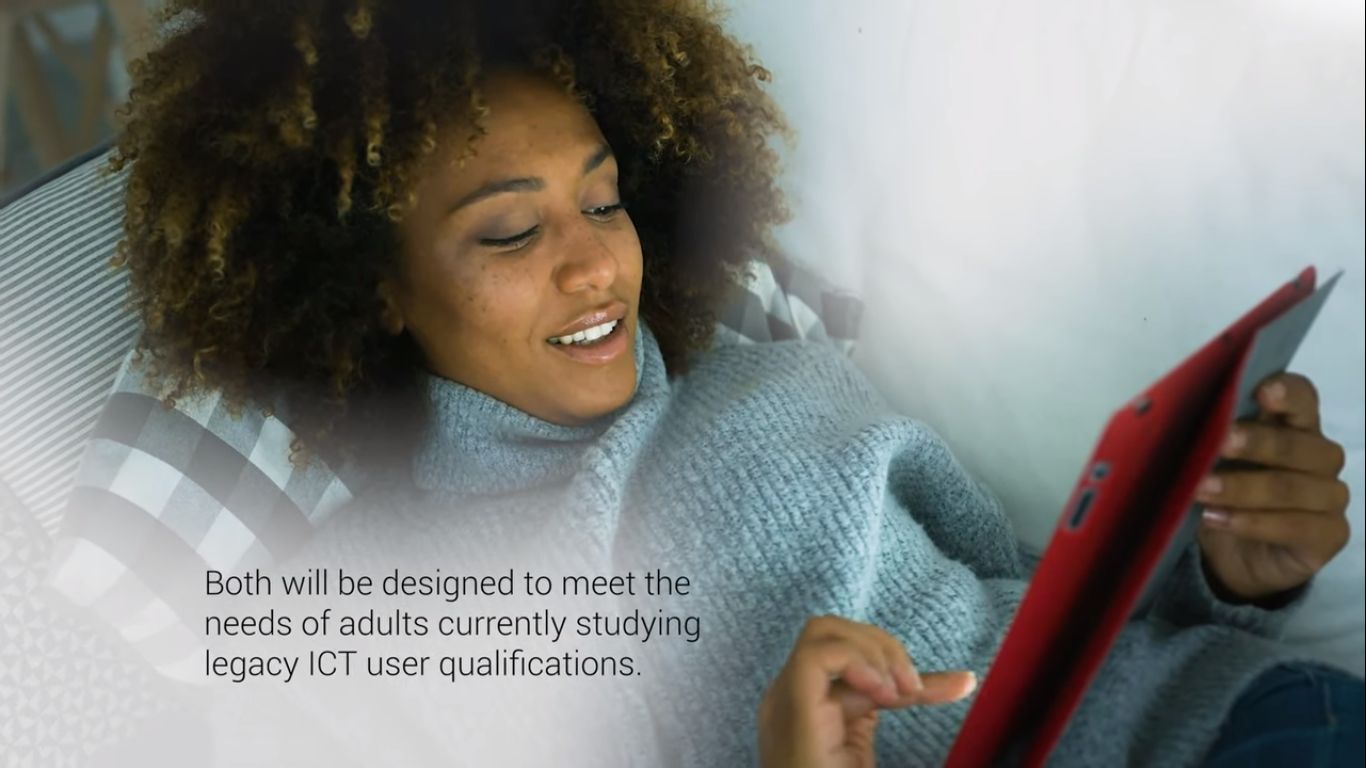 Both will be designed to meet the
needs of adults currently studying
legacy ICT user qualifications.